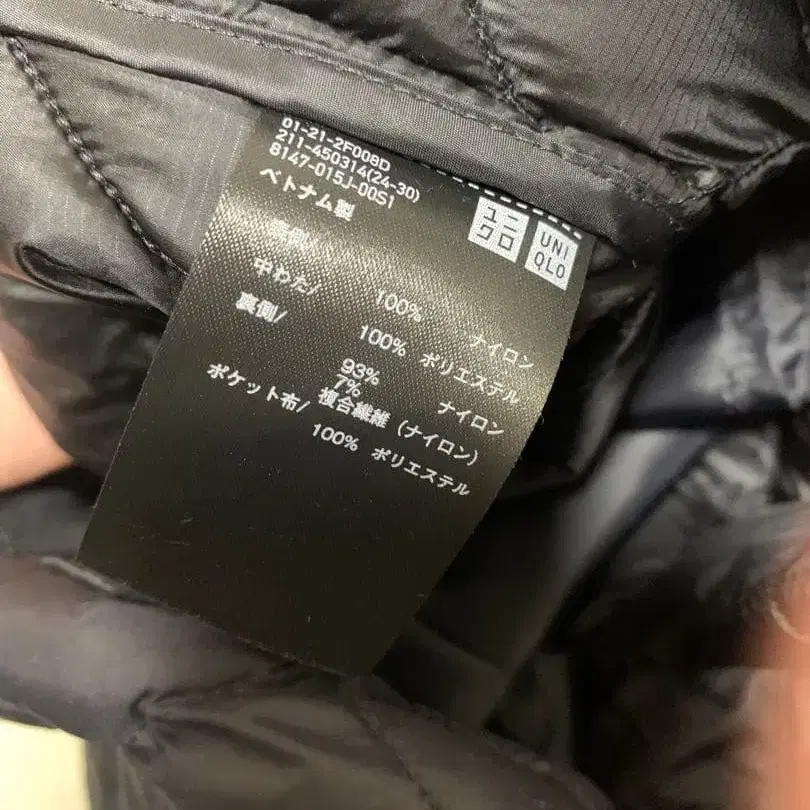 01-21-2F008D
211-450314(24-30)
8147-015J-00S1
ベトナム製
ユニ
クロ
UNI
QLO
100% ナイロン
中わた/
100% ポリエステル
裏側/
93% ナイロン
7% 複合繊維 (ナイロン)
ポケット布/
100% ポリエステル